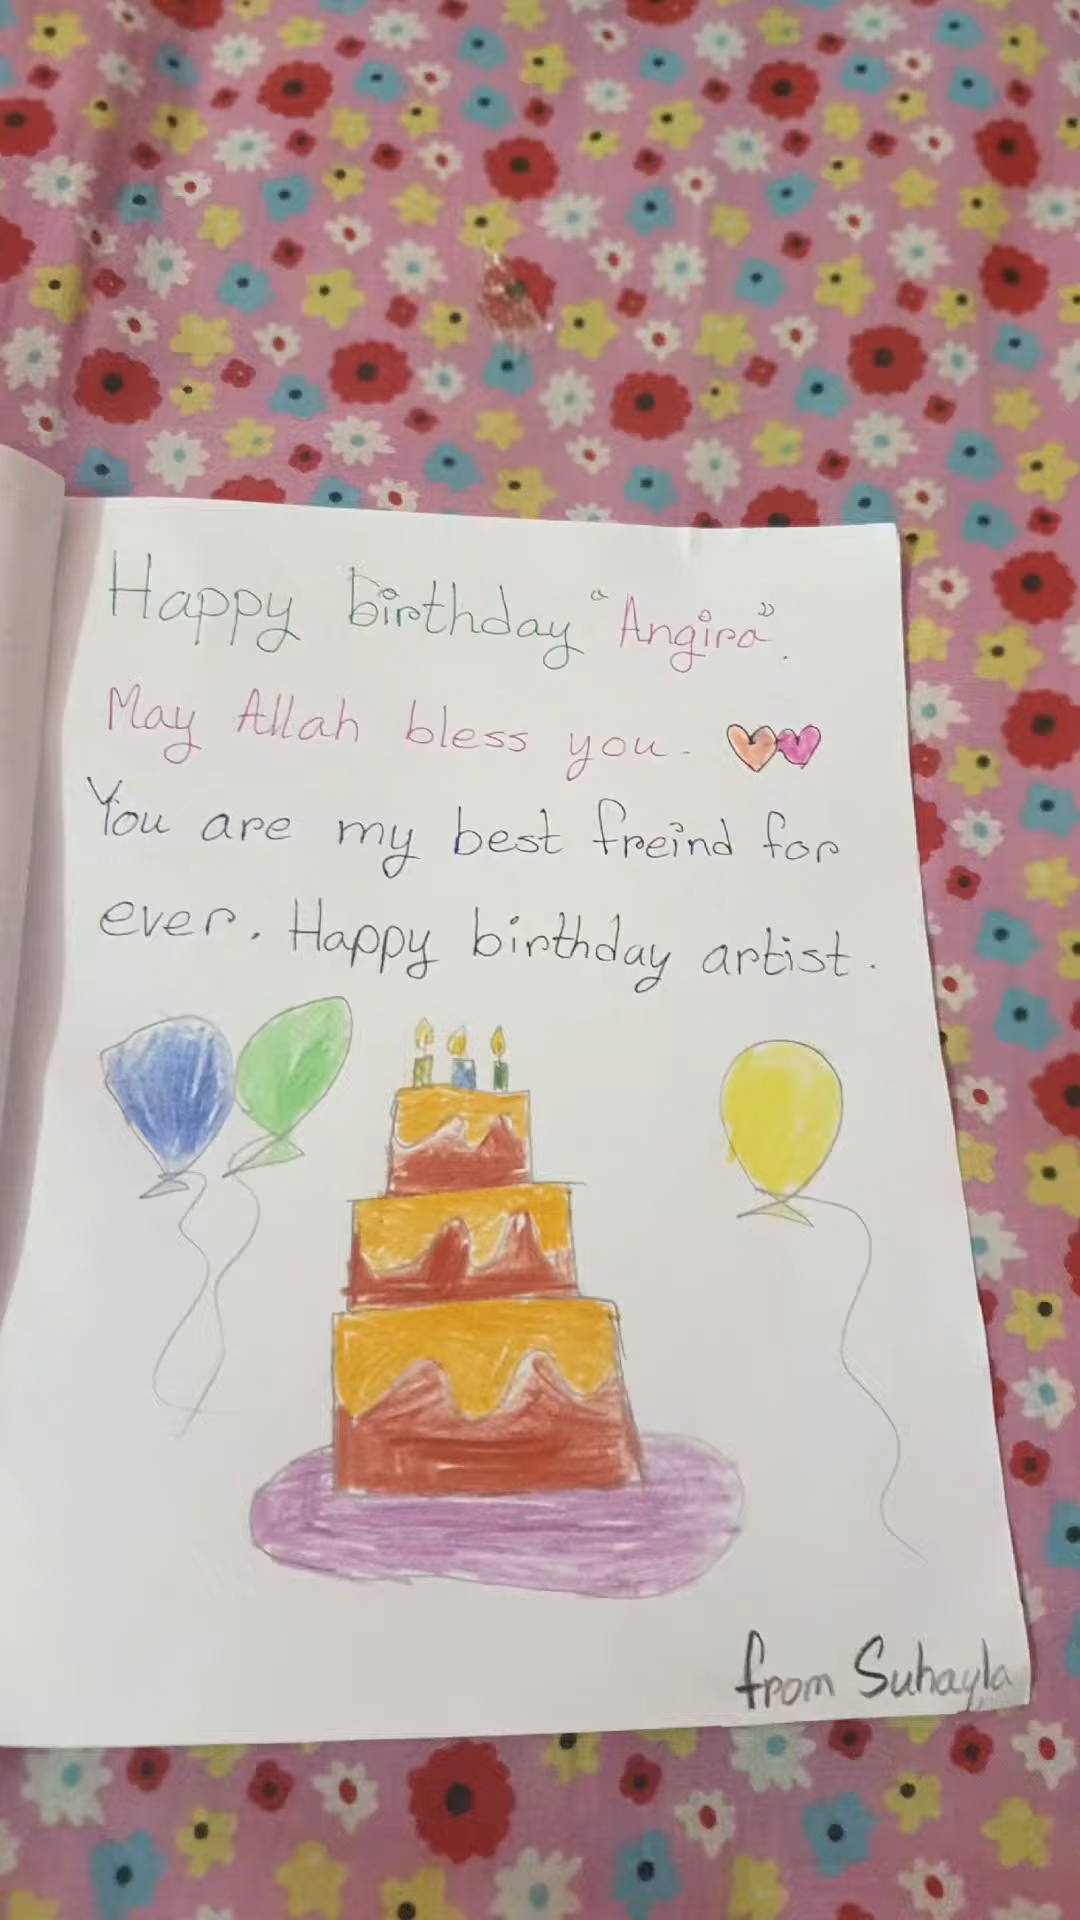 Happy birthday "Angira".
May Allah bless you.
You are my best freind for
ever. Happy birthday artist.
from Suhayla